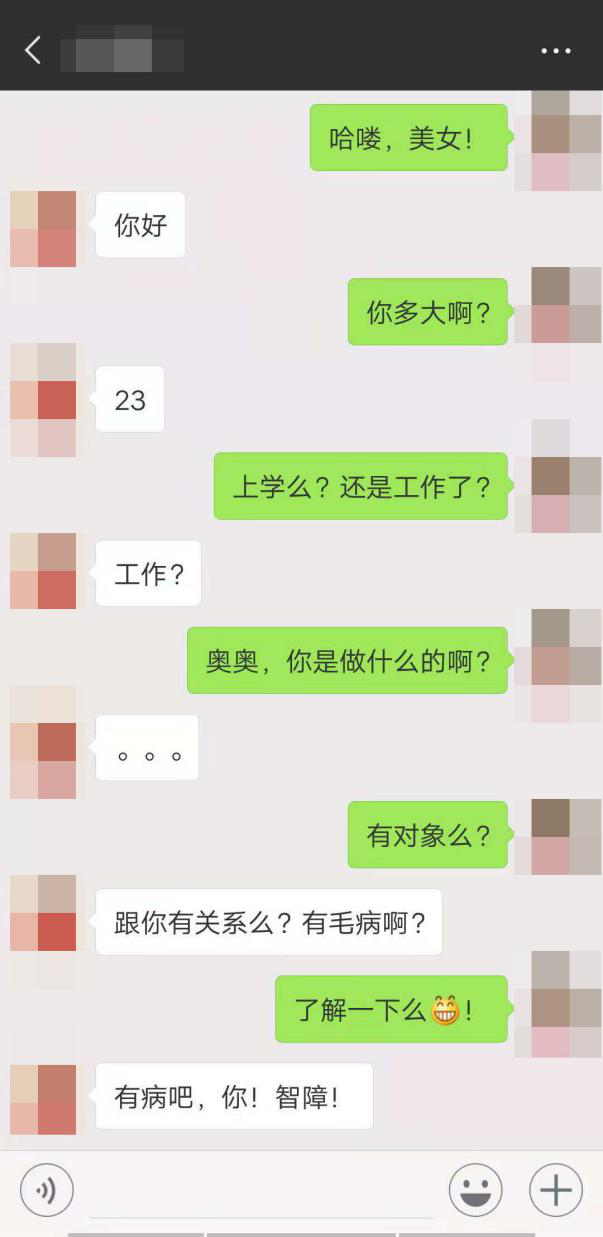 哈喽，美女！
你好
你多大啊？
23
上学么？还是工作了？
工作？
奥奥，你是做什么的啊？
。。。
有对象么？
跟你有关系么？有毛病啊？
了解一下么😁！
有病吧，你！智障！